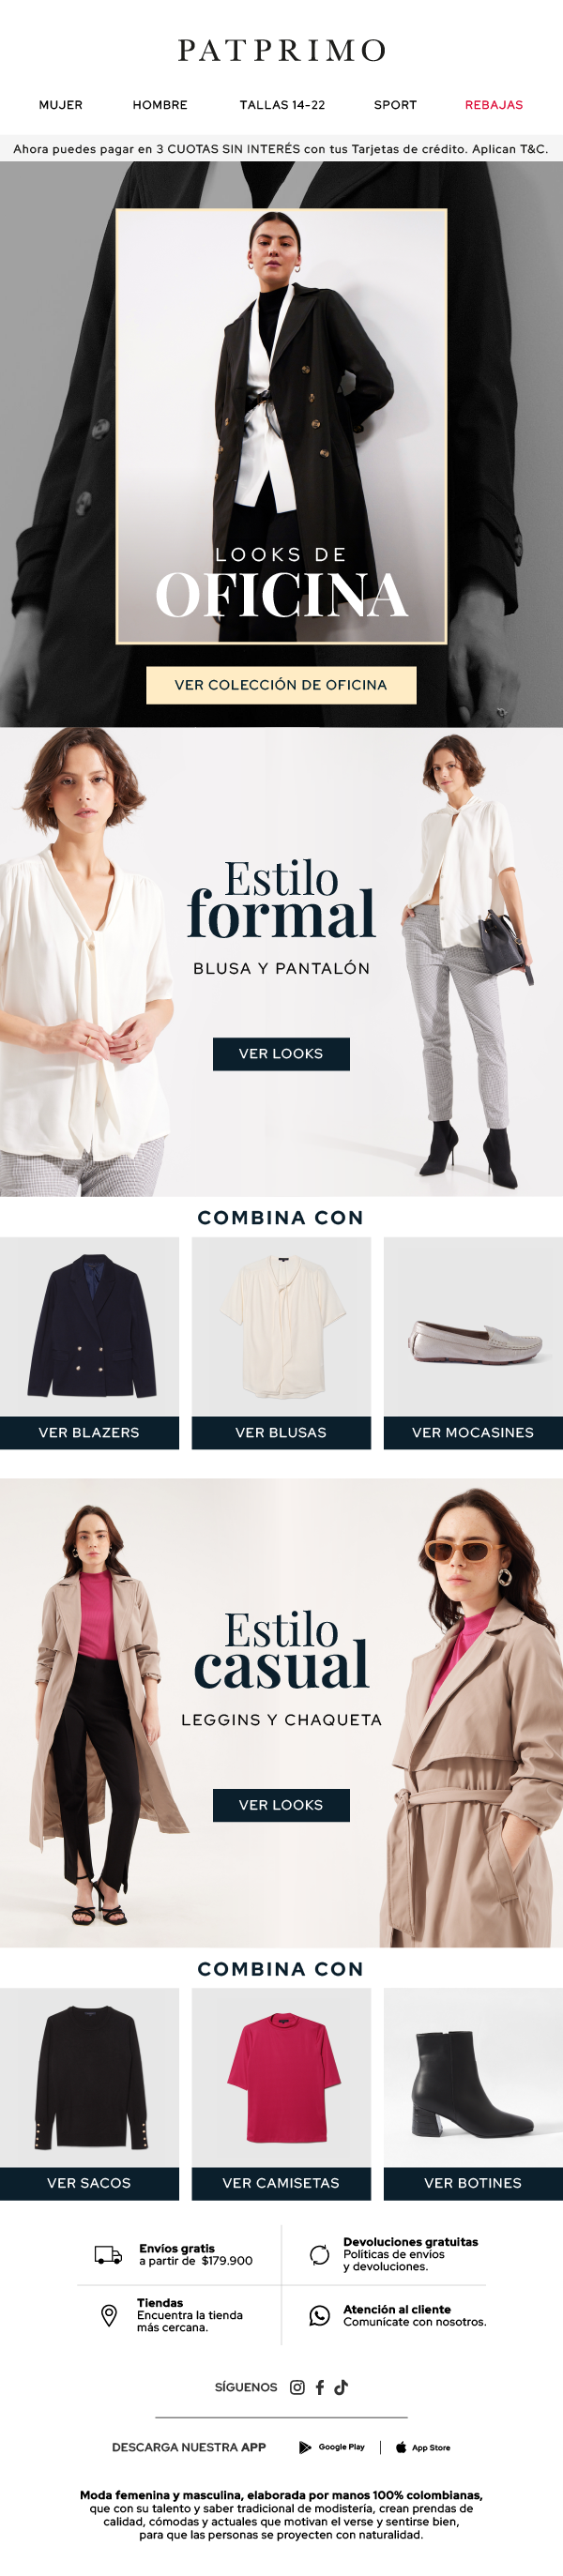 PATPRIMO
MUJER HOMBRE TALLAS 14-22 SPORT REBAJAS
Ahora puedes pagar en 3 CUOTAS SIN INTERÉS con tus Tarjetas de crédito. Aplican T&C.
LOOKS DE
OFICINA
VER COLECCIÓN DE OFICINA
Estilo
formal
BLUSA Y PANTALÓN
VER LOOKS
COMBINA CON
VER BLAZERS VER BLUSAS VER MOCASINES
Estilo
casual
LEGGINS Y CHAQUETA
VER LOOKS
COMBINA CON
VER SACOS VER CAMISETAS VER BOTINES
Envíos gratis
a partir de $179.900
Devoluciones gratuitas
Políticas de envios
y devoluciones.
Tiendas
Encuentra la tienda
más cercana.
Atención al cliente
Comunícate con nosotros.
SÍGUENOS
DESCARGA NUESTRA APP Google Play App Store
Moda femenina y masculina, elaborada por manos 100% colombianas,
que con su talento y saber tradicional de modistería, crean prendas de
calidad, cómodas y actuales que motivan el verse y sentirse bien,
para que las personas se proyecten con naturalidad.